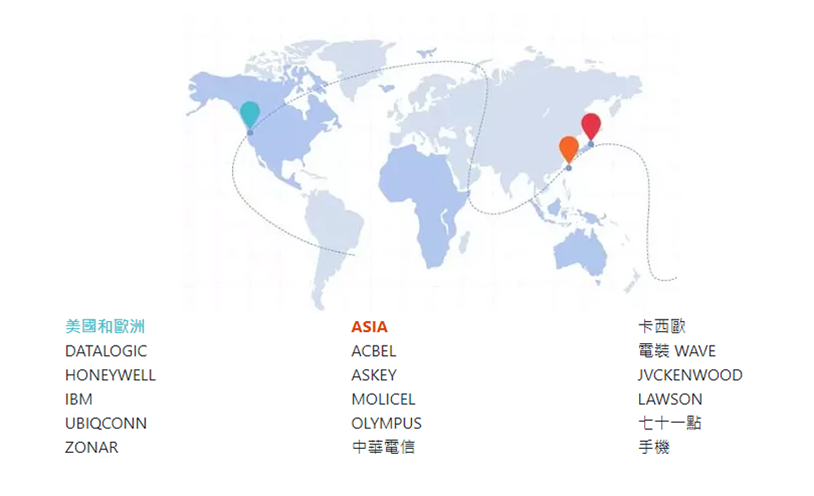 美國和歐洲
DATALOGIC
HONEYWELL
IBM
UBIQCONN
ZONAR
ASIA
ACBEL
ASKEY
MOLICEL
OLYMPUS
中華電信
卡西歐
電裝 WAVE
JVCKENWOOD
LAWSON
七十一點
手機